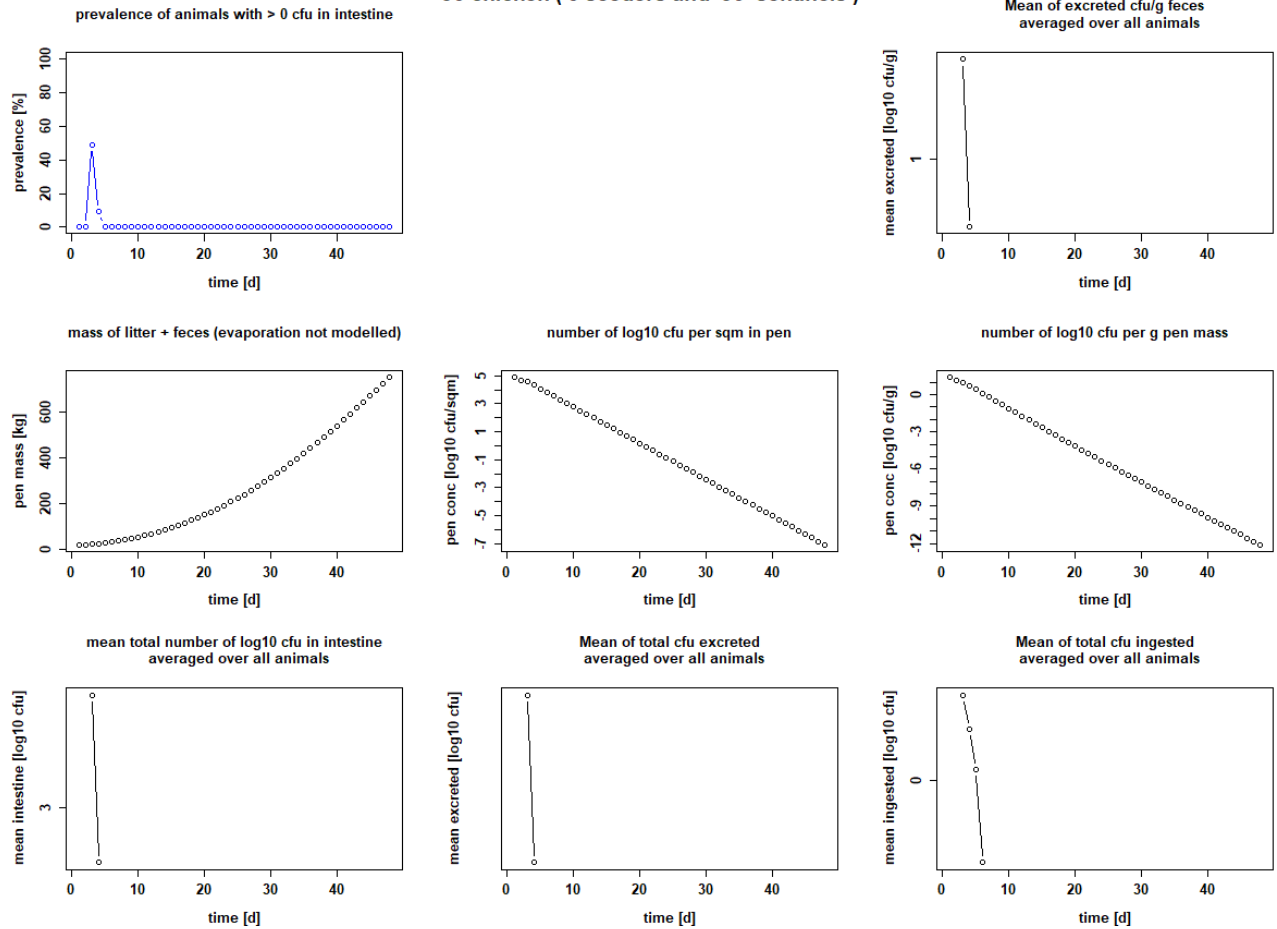 prevalence of animals with > 0 cfu in intestine
Mean of excreted cfu/g feces
averaged over all animals
prevalence [%]
0 20 40 60 80 100
0 10 20 30 40
time [d]
mean excreted [log10 cfu/g]
1
0 10 20 30 40
time [d]
mass of litter + feces (evaporation not modelled)
number of log10 cfu per sqm in pen
number of log10 cfu per g pen mass
pen mass [kg]
0 200 400 600
0 10 20 30 40
time [d]
pen conc [log10 cfu/sqm]
-7 -5 -3 -1 1 3 5
0 10 20 30 40
time [d]
pen conc [log10 cfu/g]
-12 -9 -6 -3 0
0 10 20 30 40
time [d]
mean total number of log10 cfu in intestine
averaged over all animals
Mean of total cfu excreted
averaged over all animals
Mean of total cfu ingested
averaged over all animals
mean intestine [log10 cfu]
3
0 10 20 30 40
time [d]
mean excreted [log10 cfu]
0 10 20 30 40
time [d]
mean ingested [log10 cfu]
0
0 10 20 30 40
time [d]